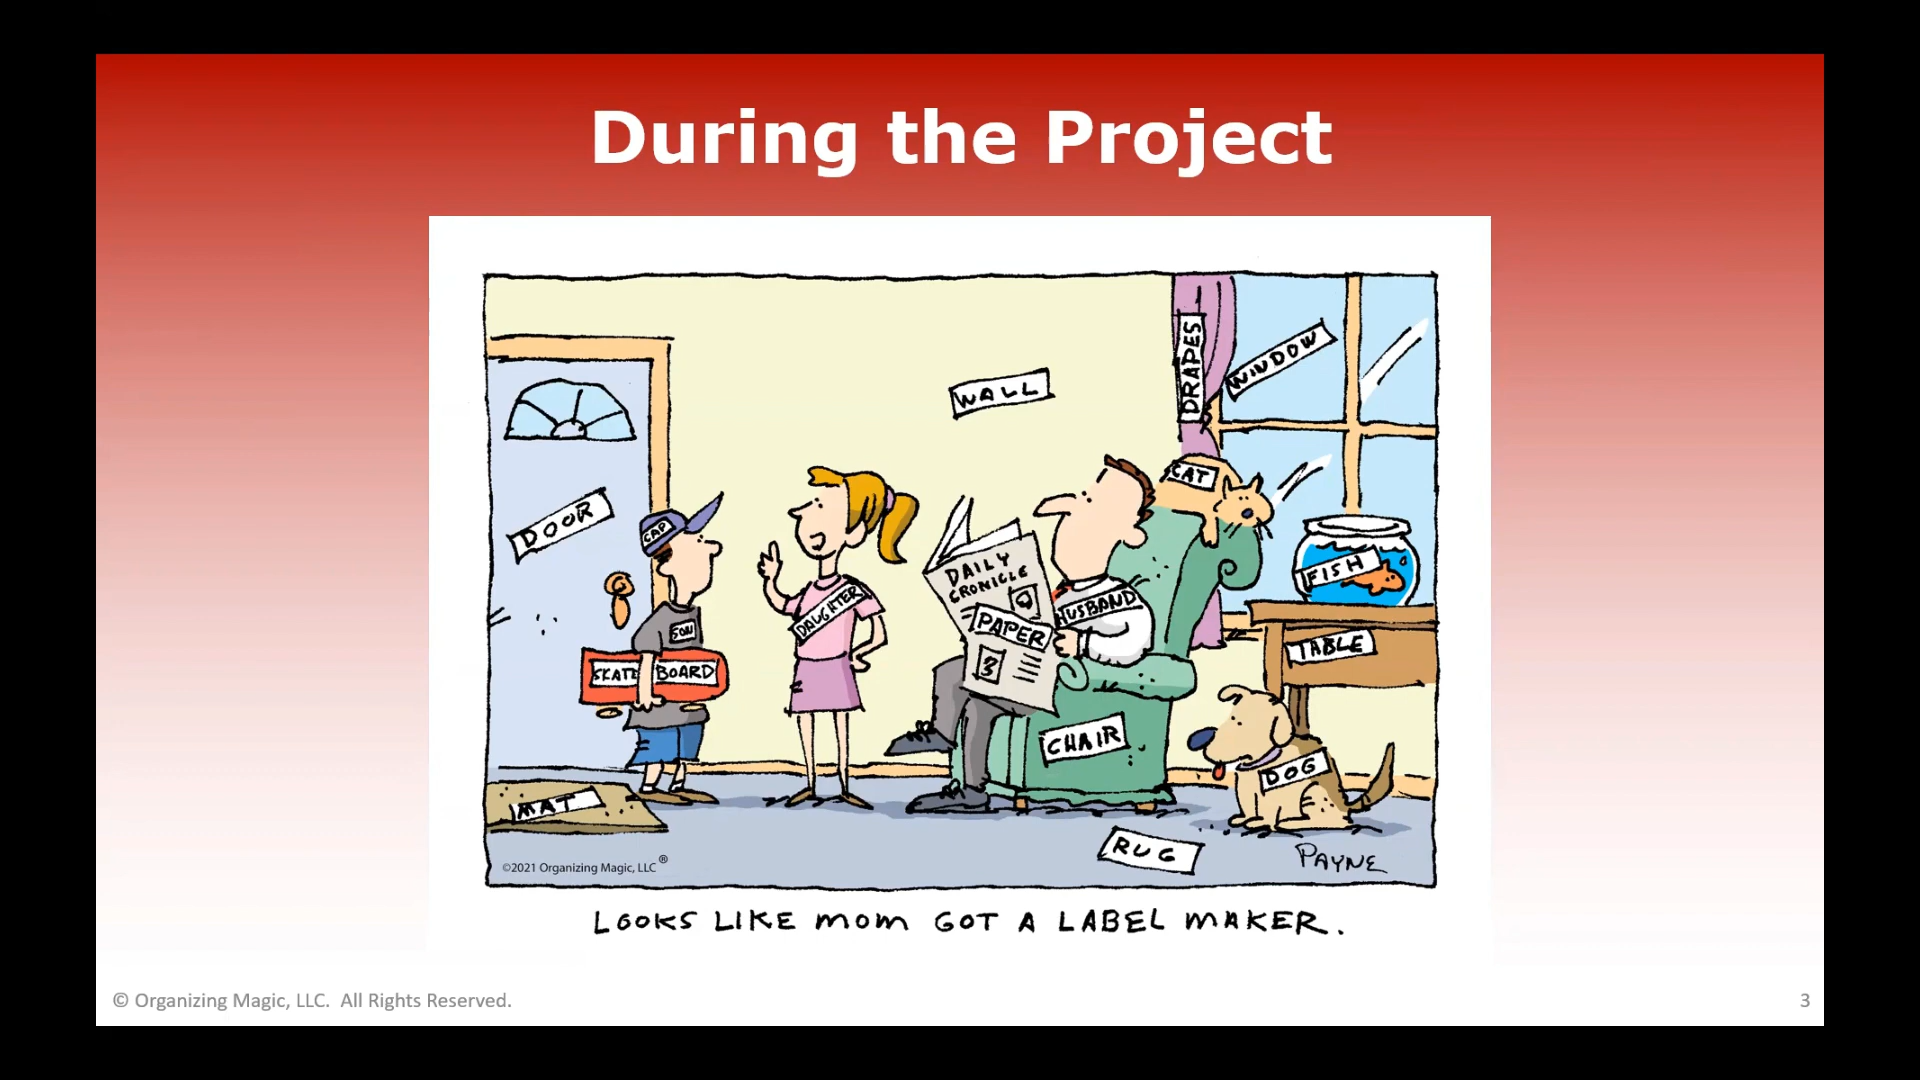 During the Project
DRAPES
WINDOW
WALL
CAT
DOOR
CAP
DAILY
CRONICLE
FISH
DAUGHTER
HUSBAND
PAPER
SON
TABLE
SKATE BOARD
3
CHAIR
DOG
MAT
RUG
PAYNE
©2021 Organizing Magic, LLC ®
LOOKS LIKE MOM GOT A LABEL MAKER.
© Organizing Magic, LLC. All Rights Reserved.
3